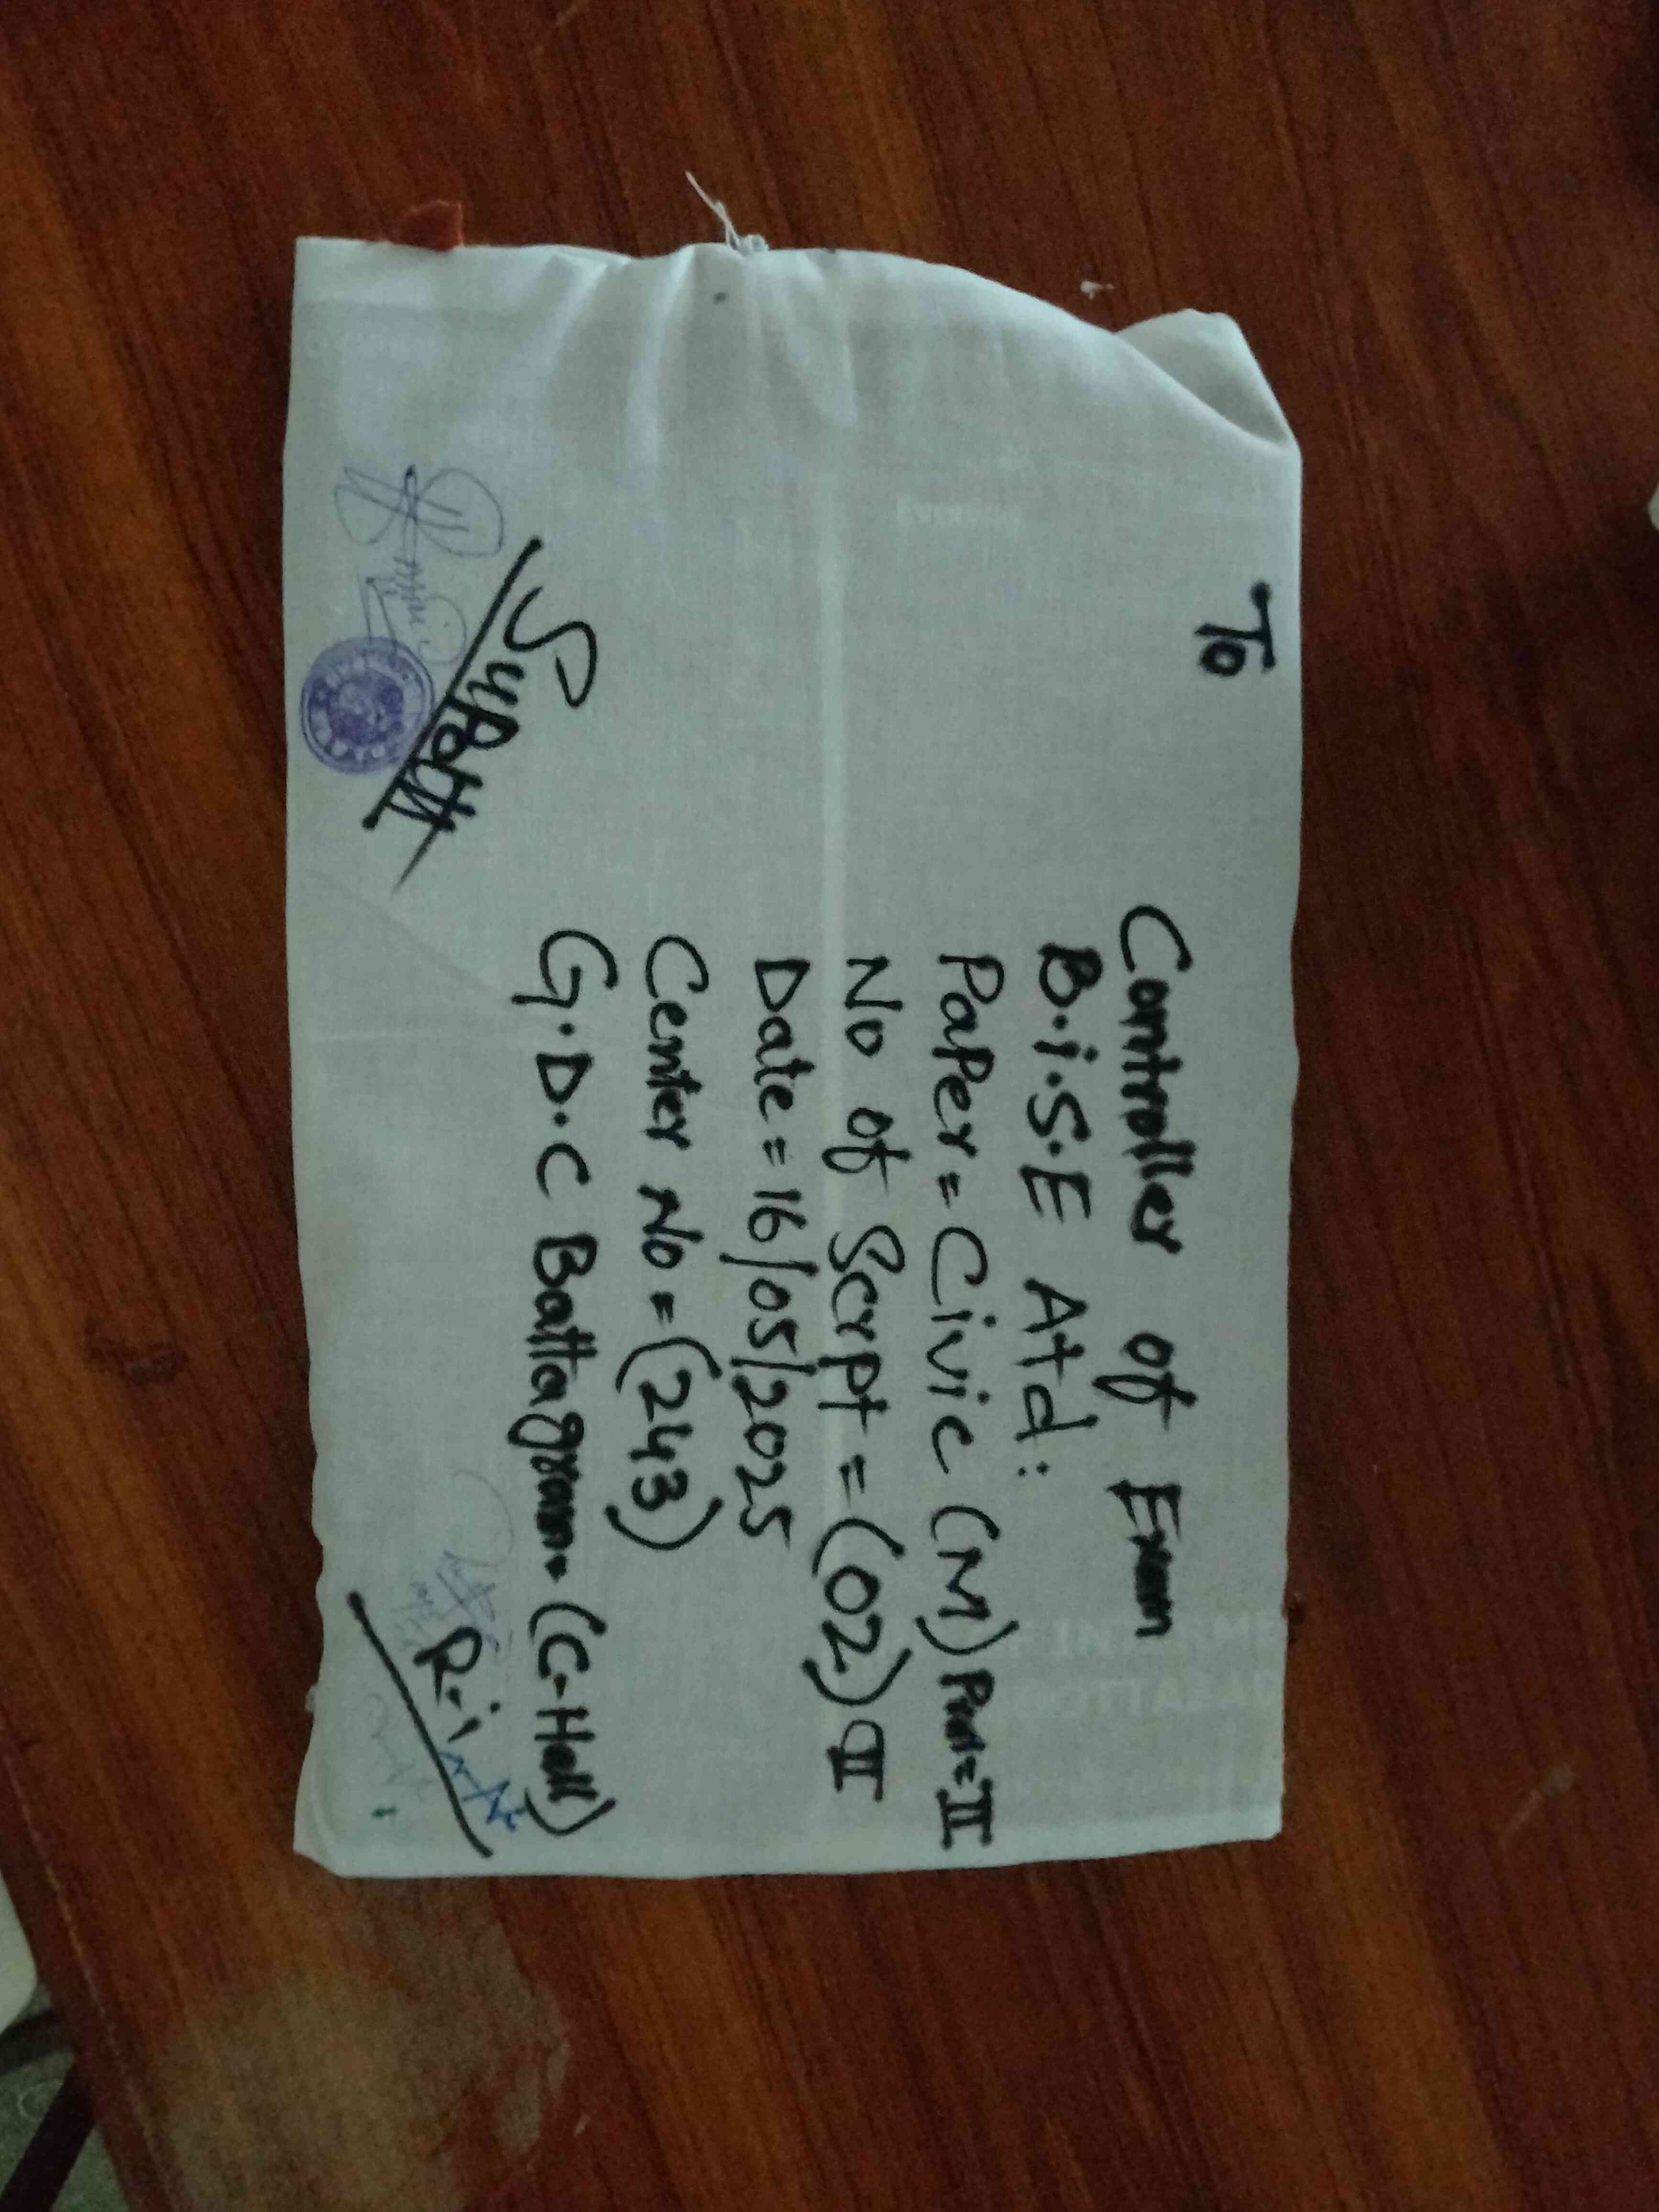 To
Controller of Exam
B.i.S.E Atd:
Paper = Civic (M) Part = II
No of Scrpt = (02) II
Date = 16/05/2025
Center No = (243)
G.D.C Battagram. (C-Hall)
Supdtt
R.i